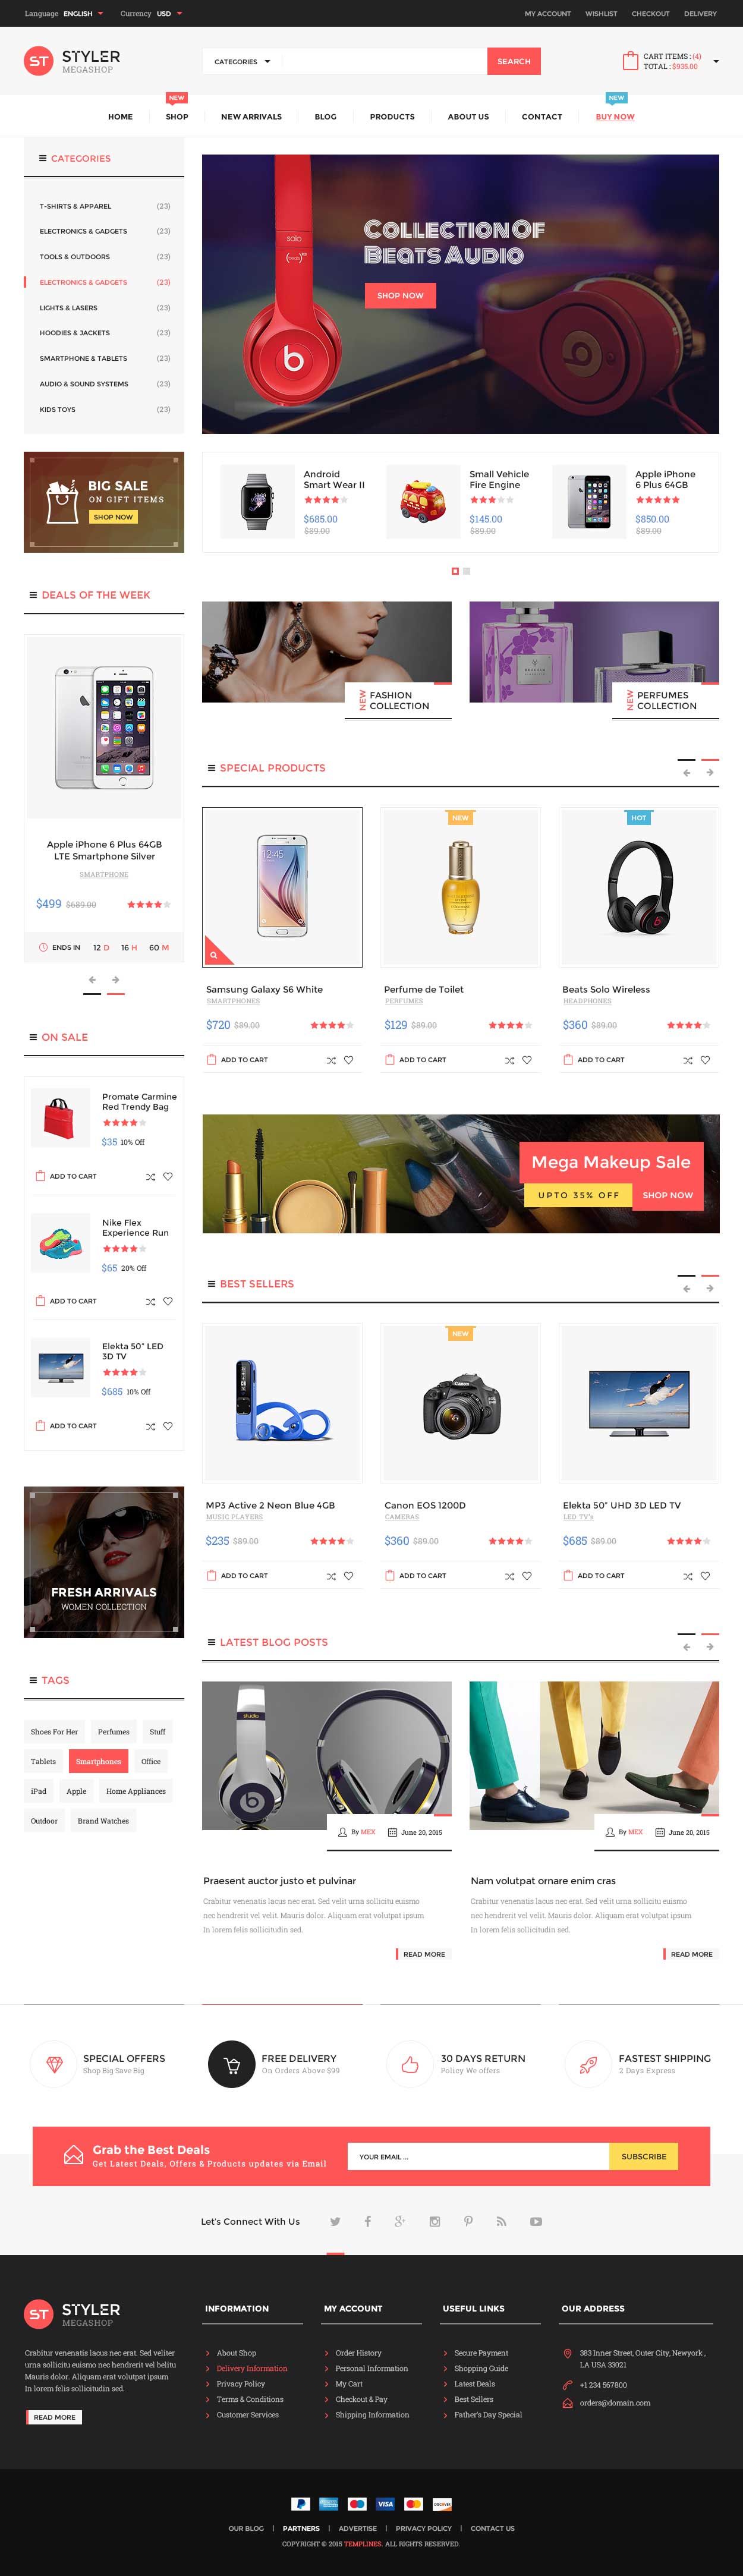 Language ENGLISH Currency USD MY ACCOUNT WISHLIST CHECKOUT DELIVERY
ST STYLER
MEGASHOP
CATEGORIES SEARCH
CART ITEMS : (4)
TOTAL : $935.00
NEW NEW
HOME SHOP NEW ARRIVALS BLOG PRODUCTS ABOUT US CONTACT BUY NOW
CATEGORIES
T-SHIRTS & APPAREL (23)
ELECTRONICS & GADGETS (23)
TOOLS & OUTDOORS (23)
ELECTRONICS & GADGETS (23)
LIGHTS & LASERS (23)
HOODIES & JACKETS (23)
SMARTPHONE & TABLETS (23)
AUDIO & SOUND SYSTEMS (23)
KIDS TOYS (23)
solo
COLLECTION OF
BEATS AUDIO
SHOP NOW
BIG SALE
ON GIFT ITEMS
SHOP NOW
Android
Smart Wear II
$685.00
$89.00
Small Vehicle
Fire Engine
$145.00
$89.00
Apple iPhone
6 Plus 64GB
$850.00
$89.00
NEW FASHION
COLLECTION
NEW PERFUMES
COLLECTION
DEALS OF THE WEEK
Apple iPhone 6 Plus 64GB
LTE Smartphone Silver
SMARTPHONE
$499 $689.00
ENDS IN 12 D 16 H 60 M
SPECIAL PRODUCTS
12:45
Samsung Galaxy S6 White
SMARTPHONES
$720 $89.00
ADD TO CART
NEW
Perfume de Toilet
PERFUMES
$129 $89.00
ADD TO CART
HOT
Beats Solo Wireless
HEADPHONES
$360 $89.00
ADD TO CART
ON SALE
Promate Carmine
Red Trendy Bag
$35 10% Off
ADD TO CART
Nike Flex
Experience Run
$65 20% Off
ADD TO CART
Elekta 50" LED
3D TV
$685 10% Off
ADD TO CART
Mega Makeup Sale
UPTO 35% OFF SHOP NOW
BEST SELLERS
MP3 Active 2 Neon Blue 4GB
MUSIC PLAYERS
$235 $89.00
ADD TO CART
NEW
Canon
Canon EOS 1200D
CAMERAS
$360 $89.00
ADD TO CART
Elekta 50" UHD 3D LED TV
LED TV's
$685 $89.00
ADD TO CART
FRESH ARRIVALS
WOMEN COLLECTION
TAGS
Shoes For Her Perfumes Stuff
Tablets Smartphones Office
iPad Apple Home Appliances
Outdoor Brand Watches
LATEST BLOG POSTS
studio
By MEX June 20, 2015
Praesent auctor justo et pulvinar
Crabitur venenatis lacus nec erat. Sed velit urna sollicitu euismo
nec hendrerit vel velit. Mauris dolor. Aliquam erat volutpat ipsum
In lorem felis sollicitudin sed.
READ MORE
By MEX June 20, 2015
Nam volutpat ornare enim cras
Crabitur venenatis lacus nec erat. Sed velit urna sollicitu euismo
nec hendrerit vel velit. Mauris dolor. Aliquam erat volutpat ipsum
In lorem felis sollicitudin sed.
READ MORE
SPECIAL OFFERS
Shop Big Save Big
FREE DELIVERY
On Orders Above $99
30 DAYS RETURN
Policy We offers
FASTEST SHIPPING
2 Days Express
Grab the Best Deals
Get Latest Deals, Offers & Products updates via Email
YOUR EMAIL ... SUBSCRIBE
Let's Connect With Us
ST STYLER
MEGASHOP
Crabitur venenatis lacus nec erat. Sed veliter
urna sollicitu euismo nec hendrerit vel belitu
Mauris dolor. Aliquam erat volutpat ipsum
In lorem felis sollicitudin sed.
READ MORE
INFORMATION
About Shop
Delivery Information
Privacy Policy
Terms & Conditions
Customer Services
MY ACCOUNT
Order History
Personal Information
My Cart
Checkout & Pay
Shipping Information
USEFUL LINKS
Secure Payment
Shopping Guide
Latest Deals
Best Sellers
Father's Day Special
OUR ADDRESS
383 Inner Street, Outer City, Newyork ,
LA USA 33021
+1 234 567800
orders@domain.com
VISA DISCOVER
OUR BLOG | PARTNERS | ADVERTISE | PRIVACY POLICY | CONTACT US
COPYRIGHT © 2015 TEMPLINES. ALL RIGHTS RESERVED.